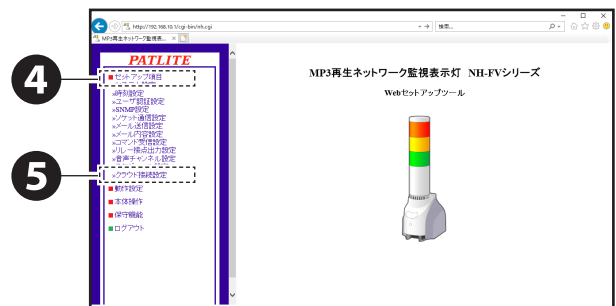 http://192.168.10.1/cgi-bin/nh.cgi
検索...
MP3再生ネットワーク監視表...
PATLITE
4
■セットアップ項目
»時刻設定
»ユーザ認証設定
»SNMP設定
»ソケット通信設定
»メール送信設定
»メール内容設定
»コマンド受信設定
»リレー接点出力設定
»音声チャンネル設定
5
»クラウド接続設定
■動作設定
■本体操作
■保守機能
■ログアウト
MP3再生ネットワーク監視表示灯 NH-FVシリーズ
Webセットアップツール